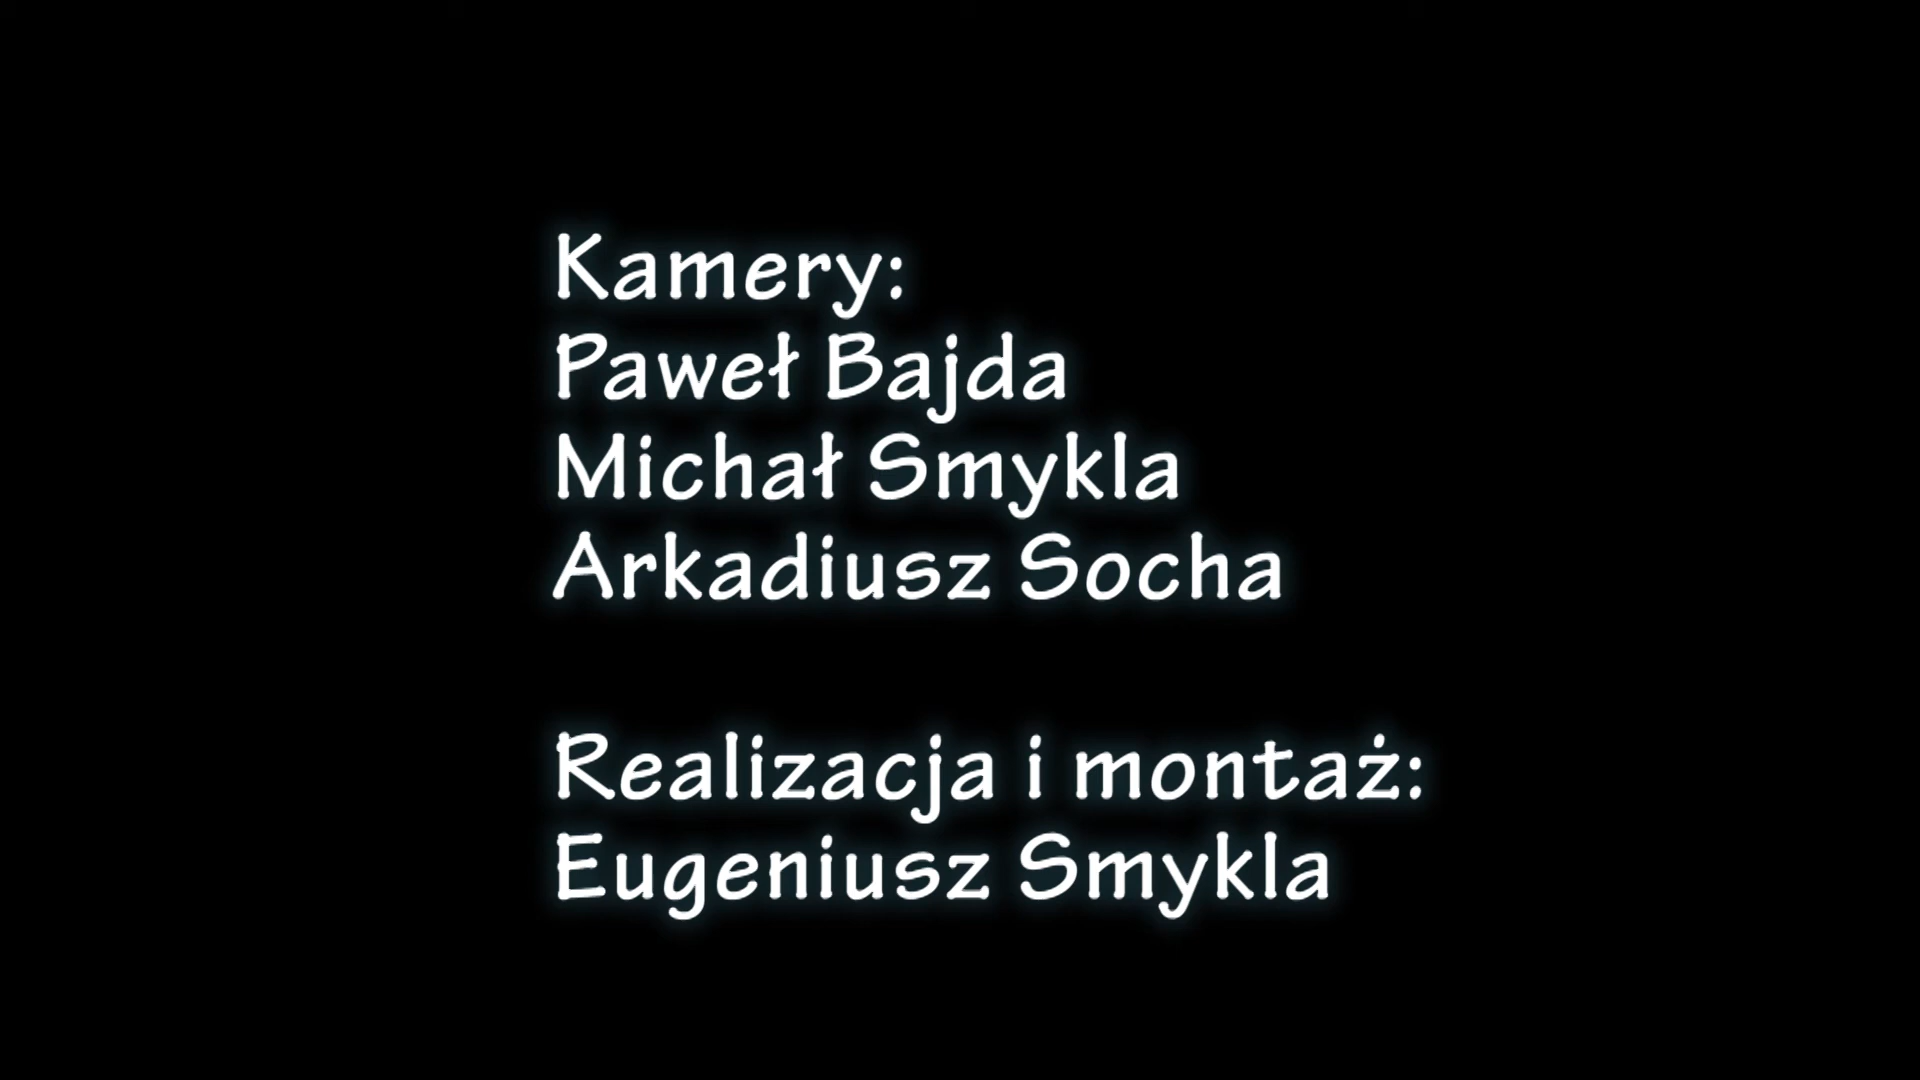 Kamery:
Paweł Bajda
Michał Smykla
Arkadiusz Socha
Realizacja i montaż:
Eugeniusz Smykla